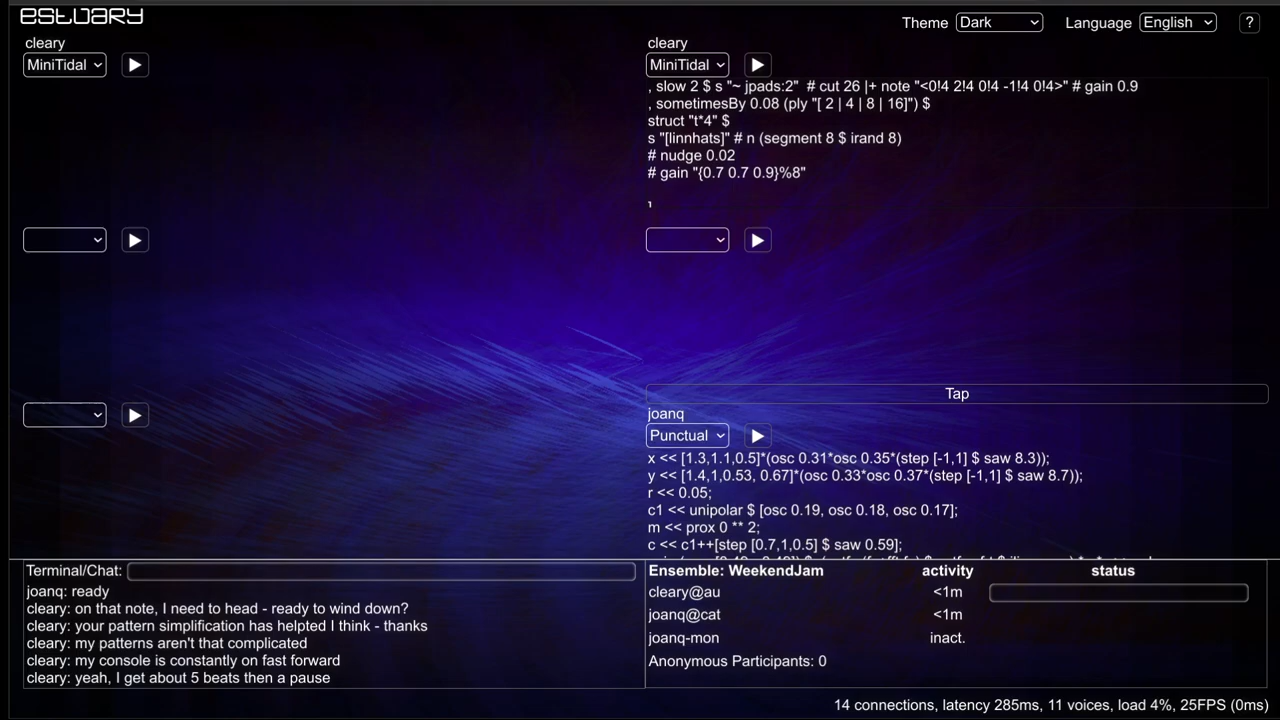 estuary
Theme Dark Language English ?
cleary
MiniTidal
cleary
MiniTidal
, slow 2 $ s "~ jpads:2"  # cut 26 |+ note "<0!4 2!4 0!4 -1!4 0!4>" # gain 0.9
, sometimesBy 0.08 (ply "[ 2 | 4 | 8 | 16]") $
struct "t*4" $
s "[linnhats]" # n (segment 8 $ irand 8)
# nudge 0.02
# gain "{0.7 0.7 0.9}%8"
Tap
joanq
Punctual
x << [1.3,1.1,0.5]*(osc 0.31*osc 0.35*(step [-1,1] $ saw 8.3));
y << [1.4,1,0.53, 0.67]*(osc 0.33*osc 0.37*(step [-1,1] $ saw 8.7));
r << 0.05;
c1 << unipolar $ [osc 0.19, osc 0.18, osc 0.17];
m << prox 0 ** 2;
c << c1++[step [0.7,1,0.5] $ saw 0.59];
Terminal/Chat:
joanq: ready
cleary: on that note, I need to head - ready to wind down?
cleary: your pattern simplification has helpted I think - thanks
cleary: my patterns aren't that complicated
cleary: my console is constantly on fast forward
cleary: yeah, I get about 5 beats then a pause
Ensemble: WeekendJam activity status
cleary@au <1m
joanq@cat <1m
joanq-mon inact.
Anonymous Participants: 0
14 connections, latency 285ms, 11 voices, load 4%, 25FPS (0ms)